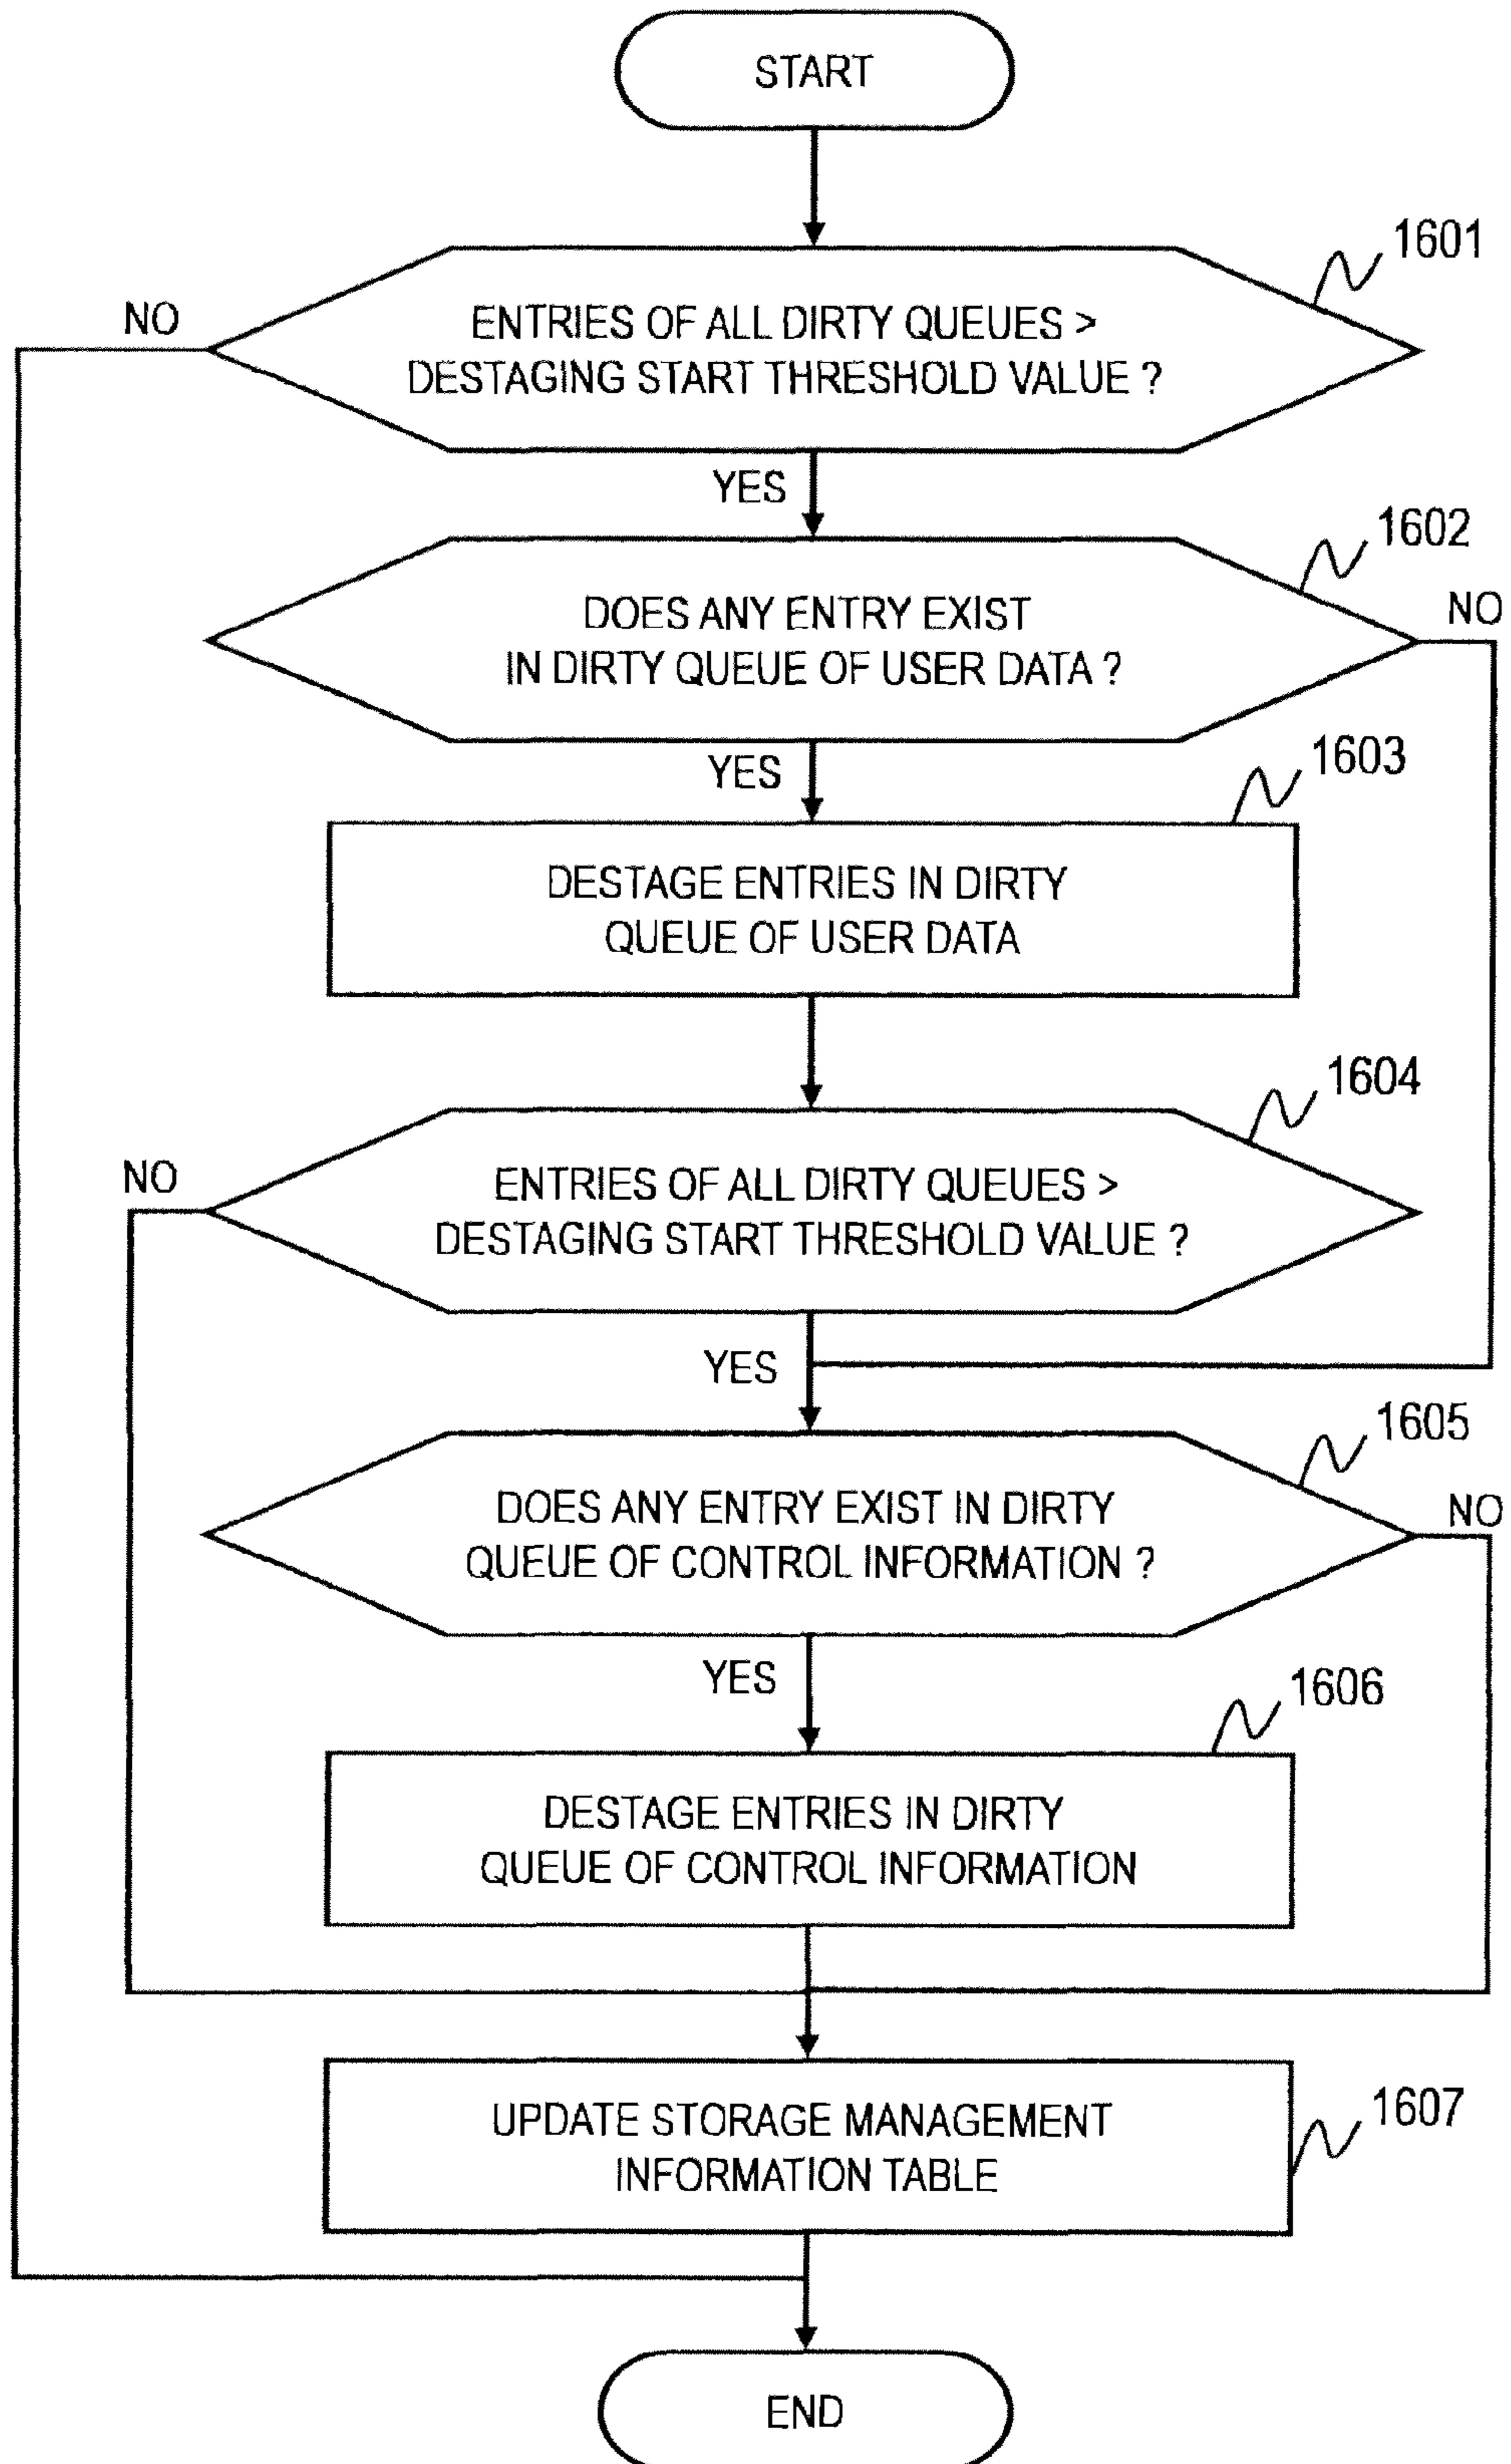 START
1601
NO
ENTRIES OF ALL DIRTY QUEUES >
DESTAGING START THRESHOLD VALUE ?
YES
1602
NO
DOES ANY ENTRY EXIST
IN DIRTY QUEUE OF USER DATA ?
YES
1603
DESTAGE ENTRIES IN DIRTY
QUEUE OF USER DATA
1604
NO
ENTRIES OF ALL DIRTY QUEUES >
DESTAGING START THRESHOLD VALUE ?
YES
1605
NO
DOES ANY ENTRY EXIST IN DIRTY
QUEUE OF CONTROL INFORMATION ?
YES
1606
DESTAGE ENTRIES IN DIRTY
QUEUE OF CONTROL INFORMATION
1607
UPDATE STORAGE MANAGEMENT
INFORMATION TABLE
END